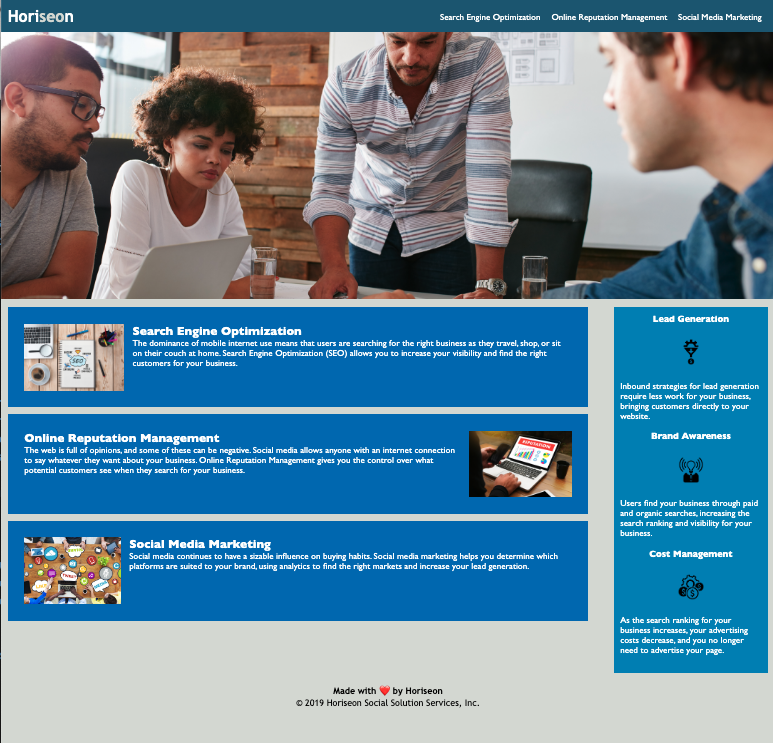 Horiseon
Search Engine Optimization
Online Reputation Management
Social Media Marketing
Search Engine Optimization
The dominance of mobile internet use means that users are searching for the right business as they travel, shop, or sit
on their couch at home. Search Engine Optimization (SEO) allows you to increase your visibility and find the right
customers for your business.
SEO
Online Reputation Management
The web is full of opinions, and some of these can be negative. Social media allows anyone with an internet connection
to say whatever they want about your business. Online Reputation Management gives you the control over what
potential customers see when they search for your business.
REPUTATION
Social Media Marketing
Social media continues to have a sizable influence on buying habits. Social media marketing helps you determine which
platforms are suited to your brand, using analytics to find the right markets and increase your lead generation.
Lead Generation
Inbound strategies for lead generation
require less work for your business,
bringing customers directly to your
website.
Brand Awareness
Users find your business through paid
and organic searches, increasing the
search ranking and visibility for your
business.
Cost Management
As the search ranking for your
business increases, your advertising
costs decrease, and you no longer
need to advertise your page.
Made with ❤️ by Horiseon
© 2019 Horiseon Social Solution Services, Inc.